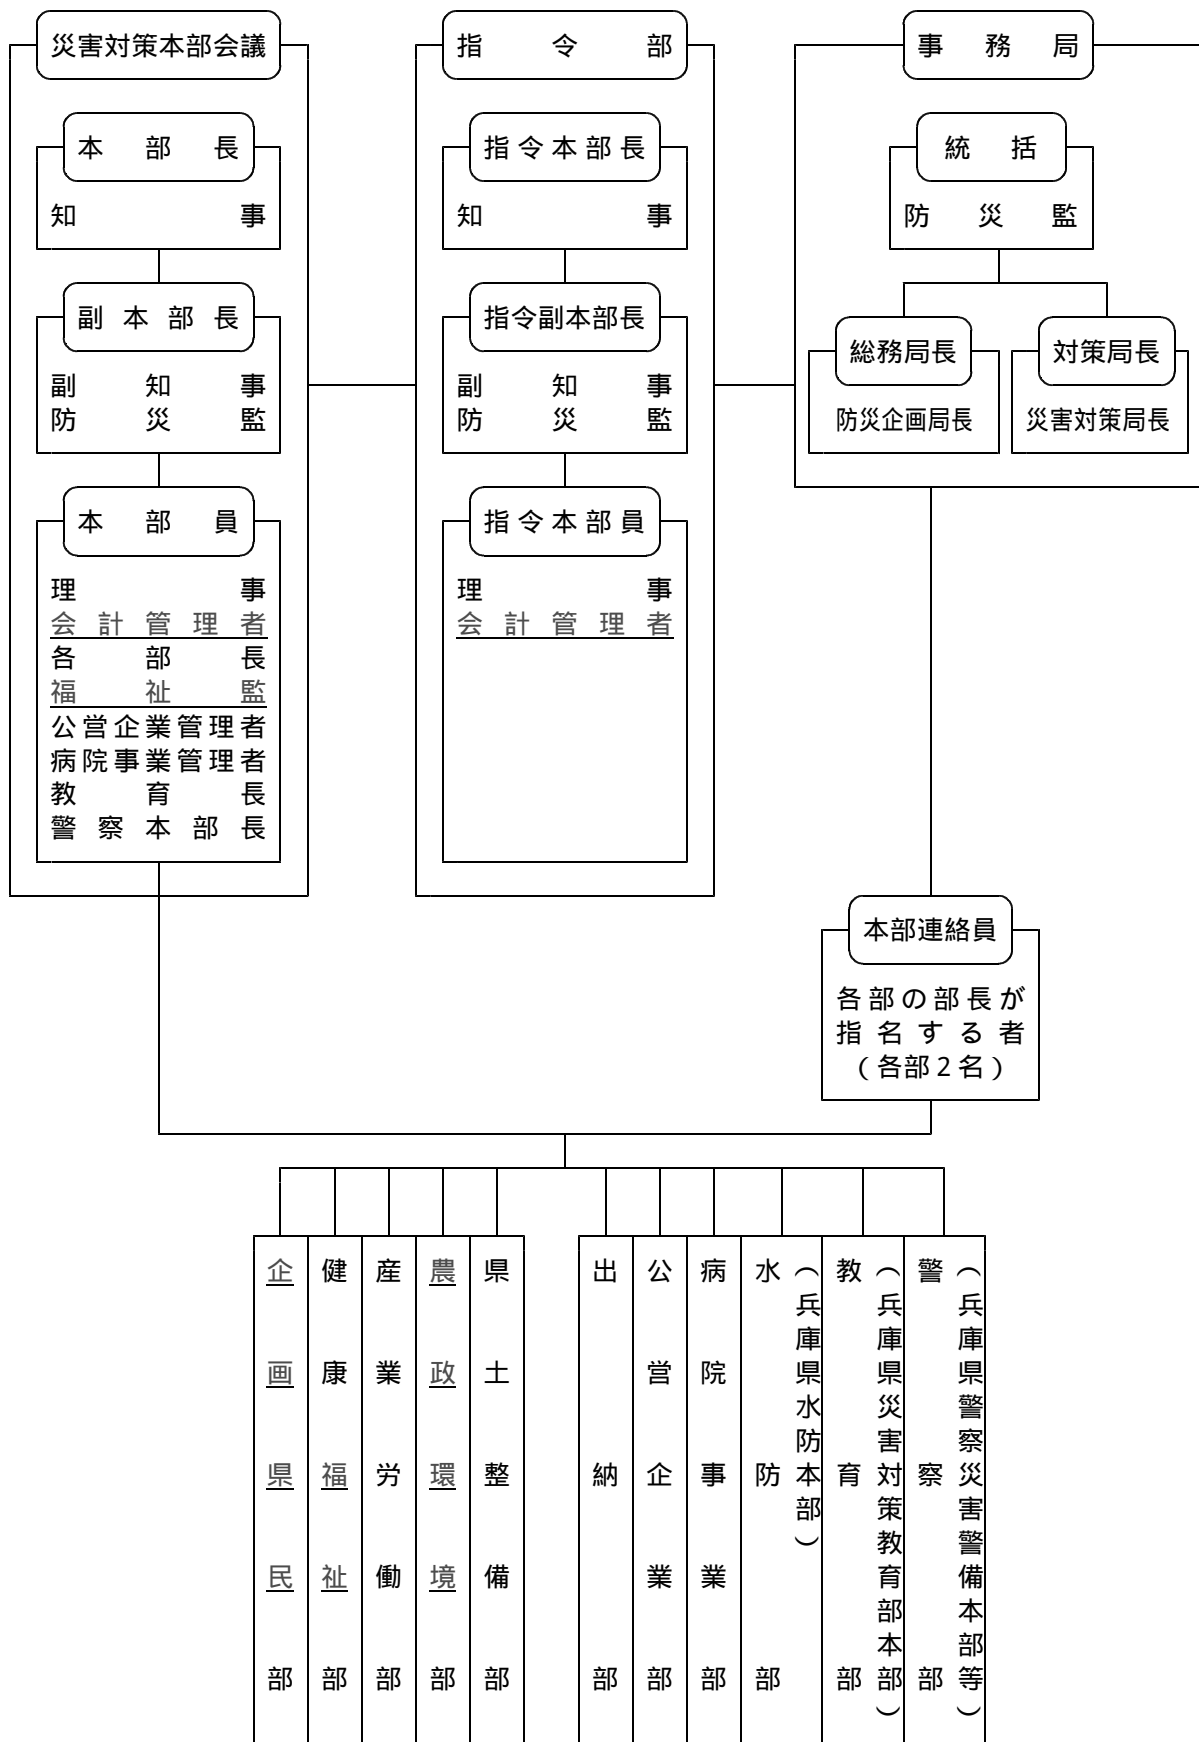 災害対策本部会議
本部長
知事
副本部長
副知事
防災監
本部員
理事
会計管理者
各部長
福祉監
公営企業管理者
病院事業管理者
教育長
警察本部長
指令部
指令本部長
知事
指令副本部長
副知事
防災監
指令本部員
理事
会計管理者
事務局
統括
防災監
総務局長
防災企画局長
対策局長
災害対策局長
本部連絡員
各部の部長が
指名する者
（各部2名）
企画県民部
健康福祉部
産業労働部
農政環境部
県土整備部
出納部
公営企業部
病院事業部
水防部
（兵庫県水防本部）
教育部
（兵庫県災害対策教育部本部）
警察部
（兵庫県警察災害警備本部等）